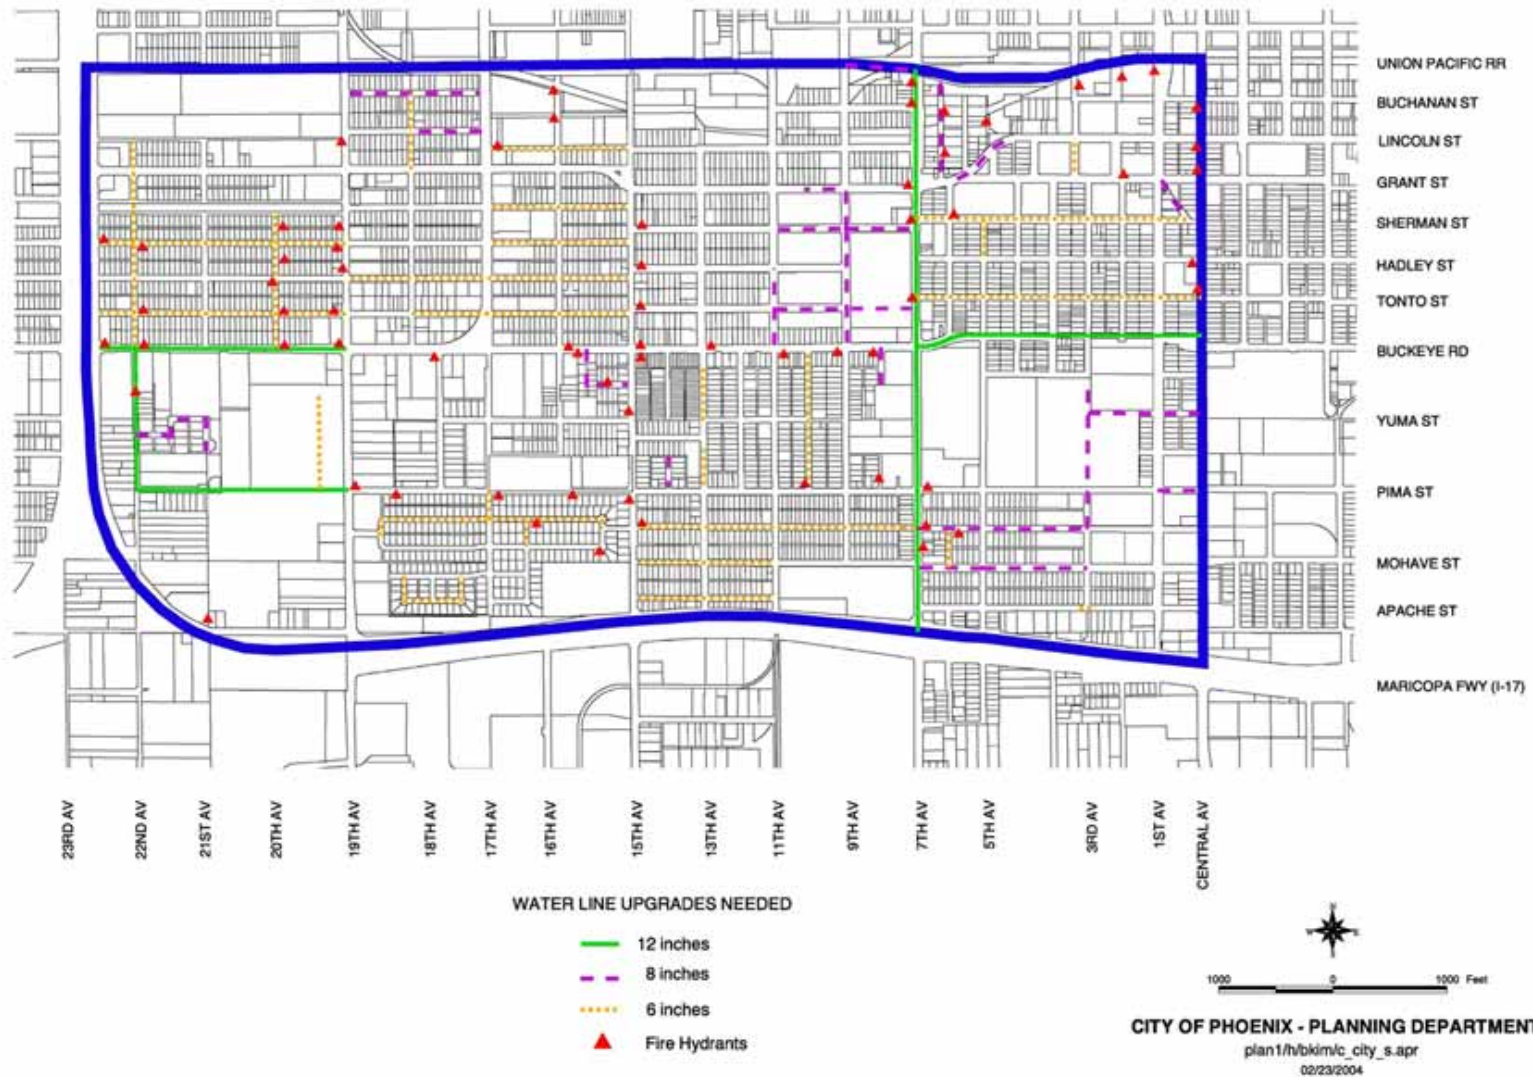 UNION PACIFIC RR
BUCHANAN ST
LINCOLN ST
GRANT ST
SHERMAN ST
HADLEY ST
TONTO ST
BUCKEYE RD
YUMA ST
PIMA ST
MOHAVE ST
APACHE ST
MARICOPA FWY (I-17)
23RD AV
22ND AV
21ST AV
20TH AV
19TH AV
18TH AV
17TH AV
16TH AV
15TH AV
13TH AV
11TH AV
9TH AV
7TH AV
5TH AV
3RD AV
1ST AV
CENTRAL AV
WATER LINE UPGRADES NEEDED
12 inches
8 inches
6 inches
Fire Hydrants
N
W E
S
1000 0 1000 Feet
CITY OF PHOENIX - PLANNING DEPARTMENT
plan1/h/bkim/c_city_s.apr
02/23/2004